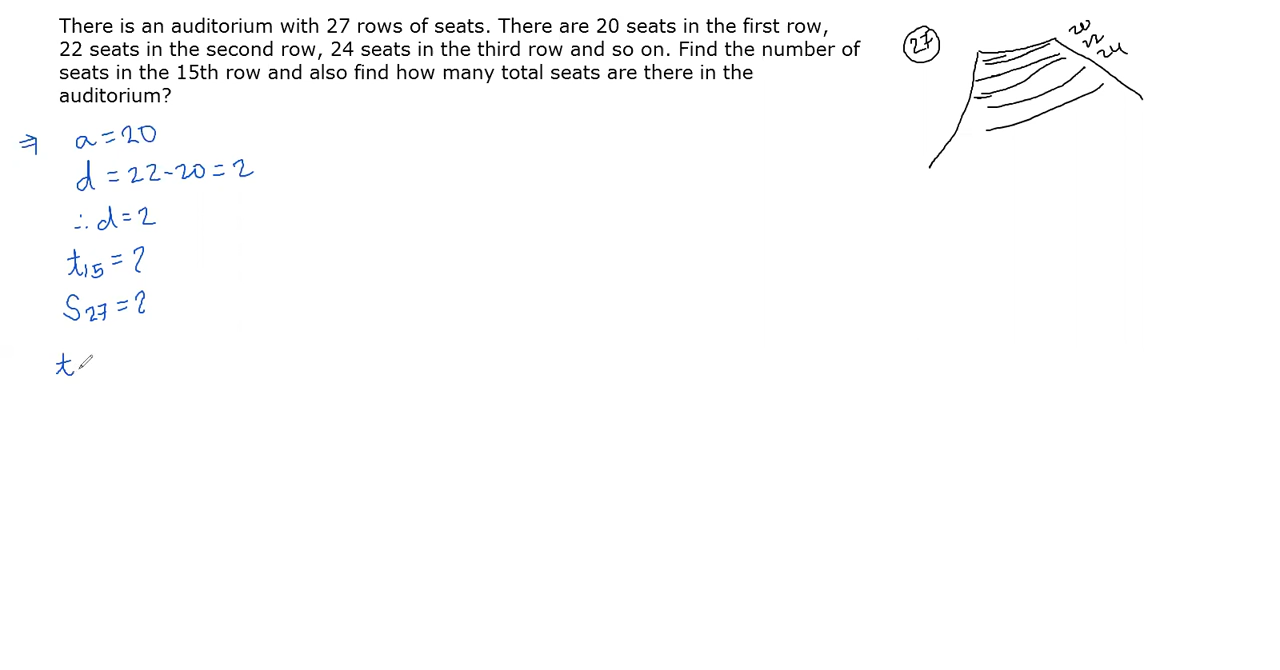 There is an auditorium with 27 rows of seats. There are 20 seats in the first row,
22 seats in the second row, 24 seats in the third row and so on. Find the number of
seats in the 15th row and also find how many total seats are there in the
auditorium?
27
20
22
24
⇒ a = 20
d = 22-20 = 2
∴ d = 2
t15 = ?
S27 = ?
t